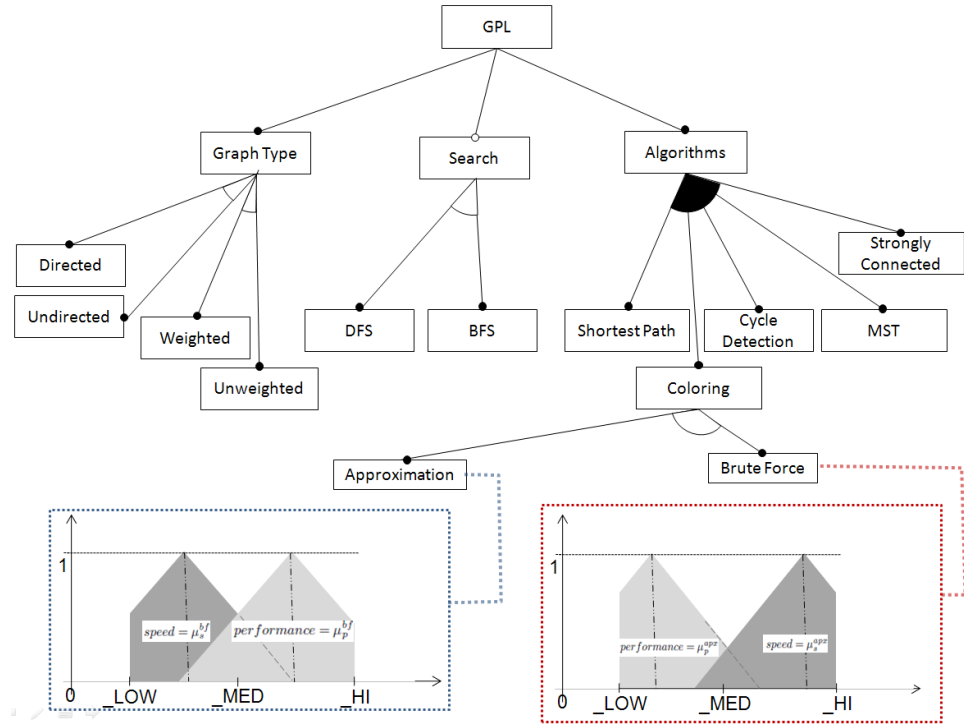 GPL
Graph Type
Search
Algorithms
Directed
Undirected
Weighted
Unweighted
DFS
BFS
Shortest Path
Cycle
Detection
MST
Strongly
Connected
Coloring
Approximation
Brute Force
1
speed = μ_s^{bf}
performance = μ_p^{bf}
0
_LOW
_MED
_HI
1
performance = μ_p^{apx}
speed = μ_s^{apx}
0
_LOW
_MED
_HI